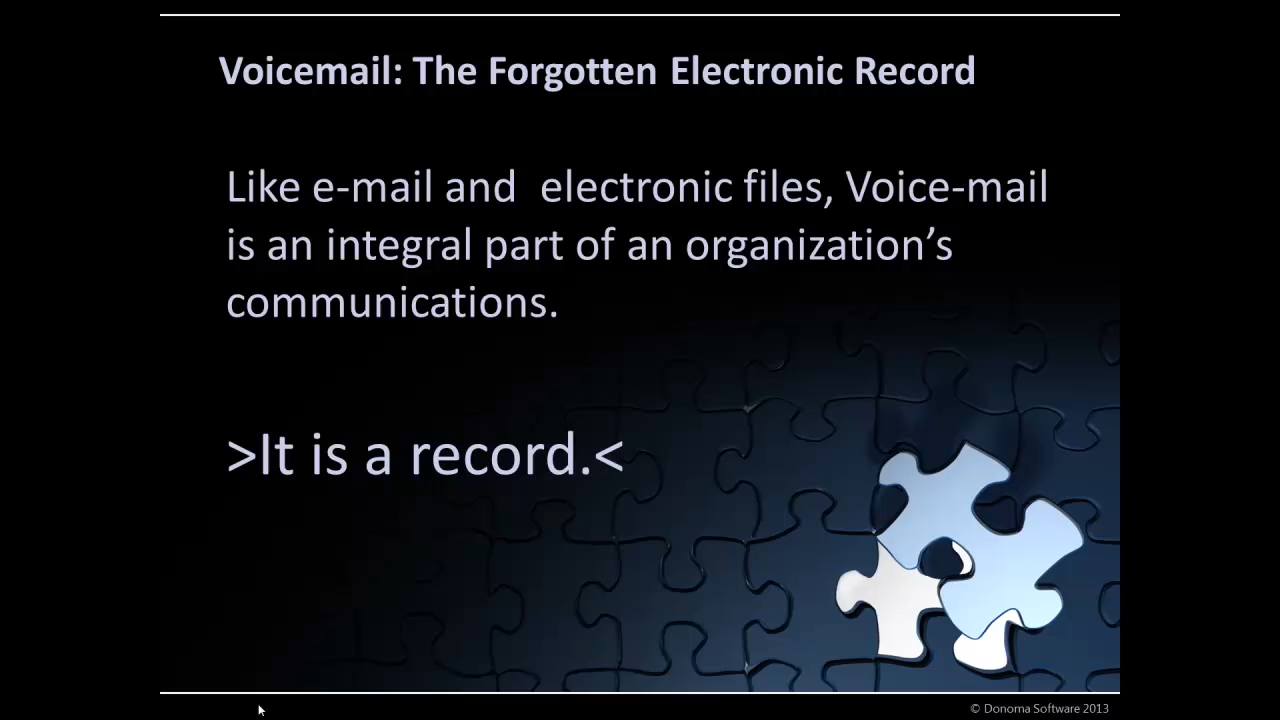 Voicemail: The Forgotten Electronic Record
Like e-mail and  electronic files, Voice-mail
is an integral part of an organization’s
communications.
>It is a record.<
© Donoma Software 2013